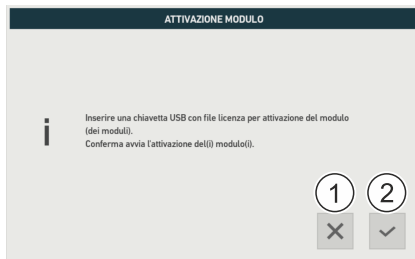 ATTIVAZIONE MODULO
Inserire una chiavetta USB con file licenza per attivazione del modulo
(dei moduli).
Conferma avvia l'attivazione del(i) modulo(i).
1 2